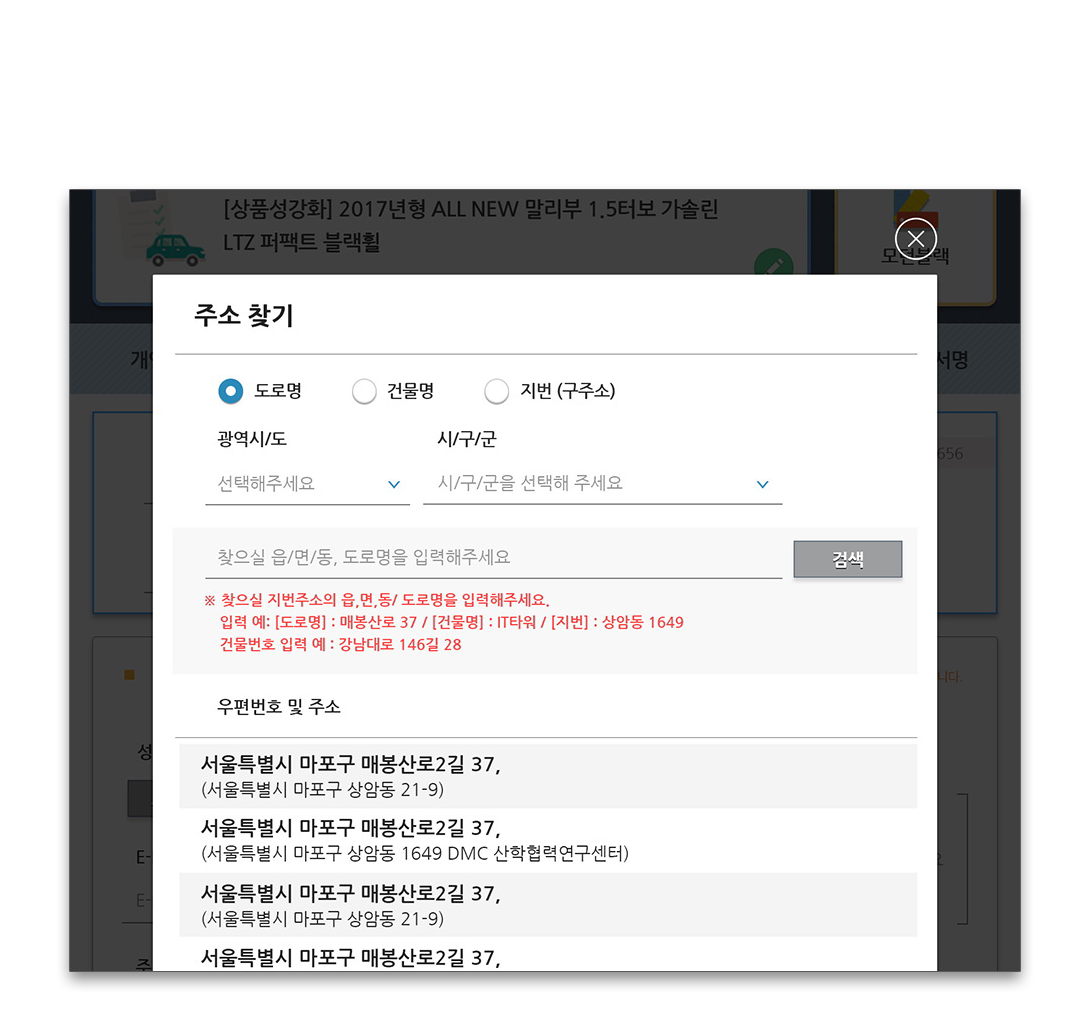 [상품성강화] 2017년형 ALL NEW 말리부 1.5터보 가솔린
LTZ 퍼팩트 블랙휠
모던블랙
서명
656
니다.
E-
E-
주소 찾기
도로명 건물명 지번 (구주소)
광역시/도 시/구/군
선택해주세요 시/구/군을 선택해 주세요
찾으실 읍/면/동, 도로명을 입력해주세요 검색
※ 찾으실 지번주소의 읍,면,동/ 도로명을 입력해주세요.
입력 예: [도로명] : 매봉산로 37 / [건물명] : IT타워 / [지번] : 상암동 1649
건물번호 입력 예 : 강남대로 146길 28
우편번호 및 주소
서울특별시 마포구 매봉산로2길 37,
(서울특별시 마포구 상암동 21-9)
서울특별시 마포구 매봉산로2길 37,
(서울특별시 마포구 상암동 1649 DMC 산학협력연구센터)
서울특별시 마포구 매봉산로2길 37,
(서울특별시 마포구 상암동 21-9)
서울특별시 마포구 매봉산로2길 37,